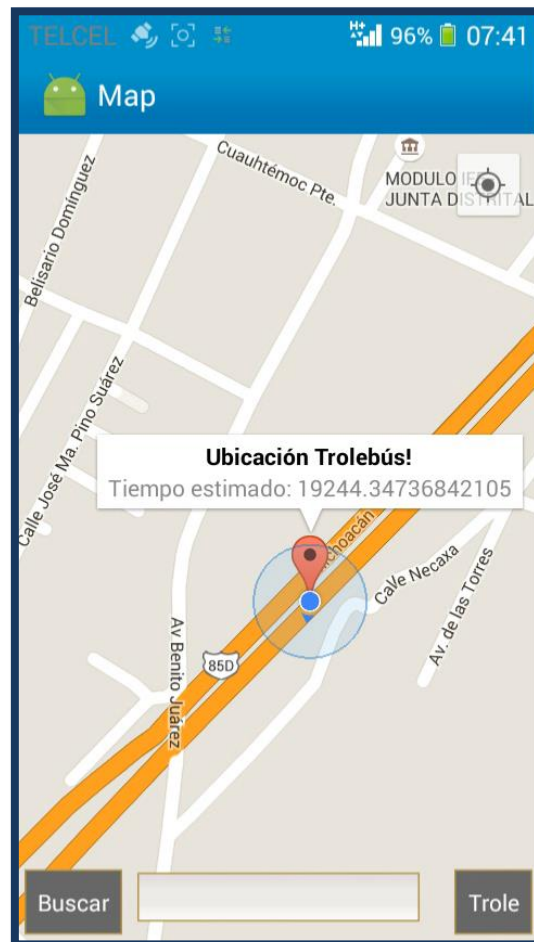 TELCEL
H+
96%
07:41
Map
Belisario Domínguez
Cuauhtémoc Pte.
MODULO
JUNTA DISTRITAL
Calle José Ma. Pino Suárez
Ubicación Trolebús!
Tiempo estimado: 19244.34736842105
Calle Necaxa
Av. de las Torres
Av Benito Juárez
85D
Buscar
Trole